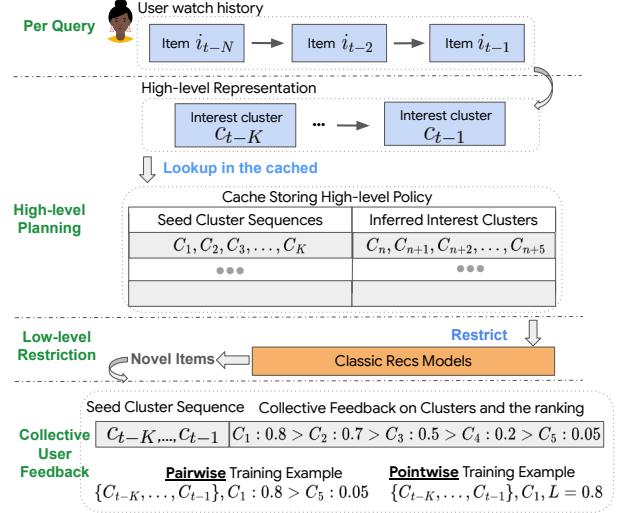 User watch history
Per Query
Item i_{t-N}
Item i_{t-2}
Item i_{t-1}
High-level Representation
Interest cluster
C_{t-K}
...
Interest cluster
C_{t-1}
Lookup in the cached
High-level
Planning
Cache Storing High-level Policy
Seed Cluster Sequences
Inferred Interest Clusters
C_1, C_2, C_3, ..., C_K
C_n, C_{n+1}, C_{n+2}, ..., C_{n+5}
Low-level
Restriction
Restrict
Novel Items
Classic Recs Models
Collective
User
Feedback
Seed Cluster Sequence
Collective Feedback on Clusters and the ranking
C_{t-K},...,C_{t-1}
C_1 : 0.8 > C_2 : 0.7 > C_3 : 0.5 > C_4 : 0.2 > C_5 : 0.05
Pairwise Training Example
{C_{t-K}, ..., C_{t-1}}, C_1 : 0.8 > C_5 : 0.05
Pointwise Training Example
{C_{t-K}, ..., C_{t-1}}, C_1, L = 0.8